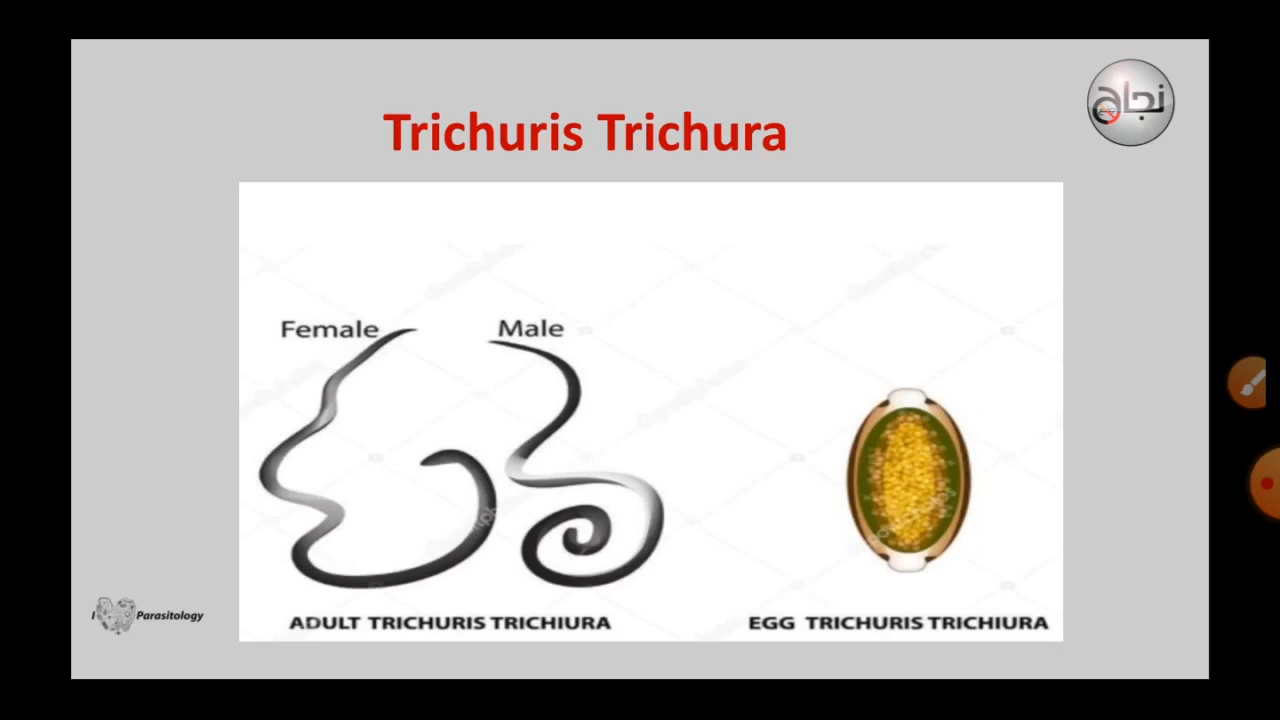 نجاح
Trichuris Trichura
Female
Male
I Parasitology
ADULT TRICHURIS TRICHIURA
EGG TRICHURIS TRICHIURA